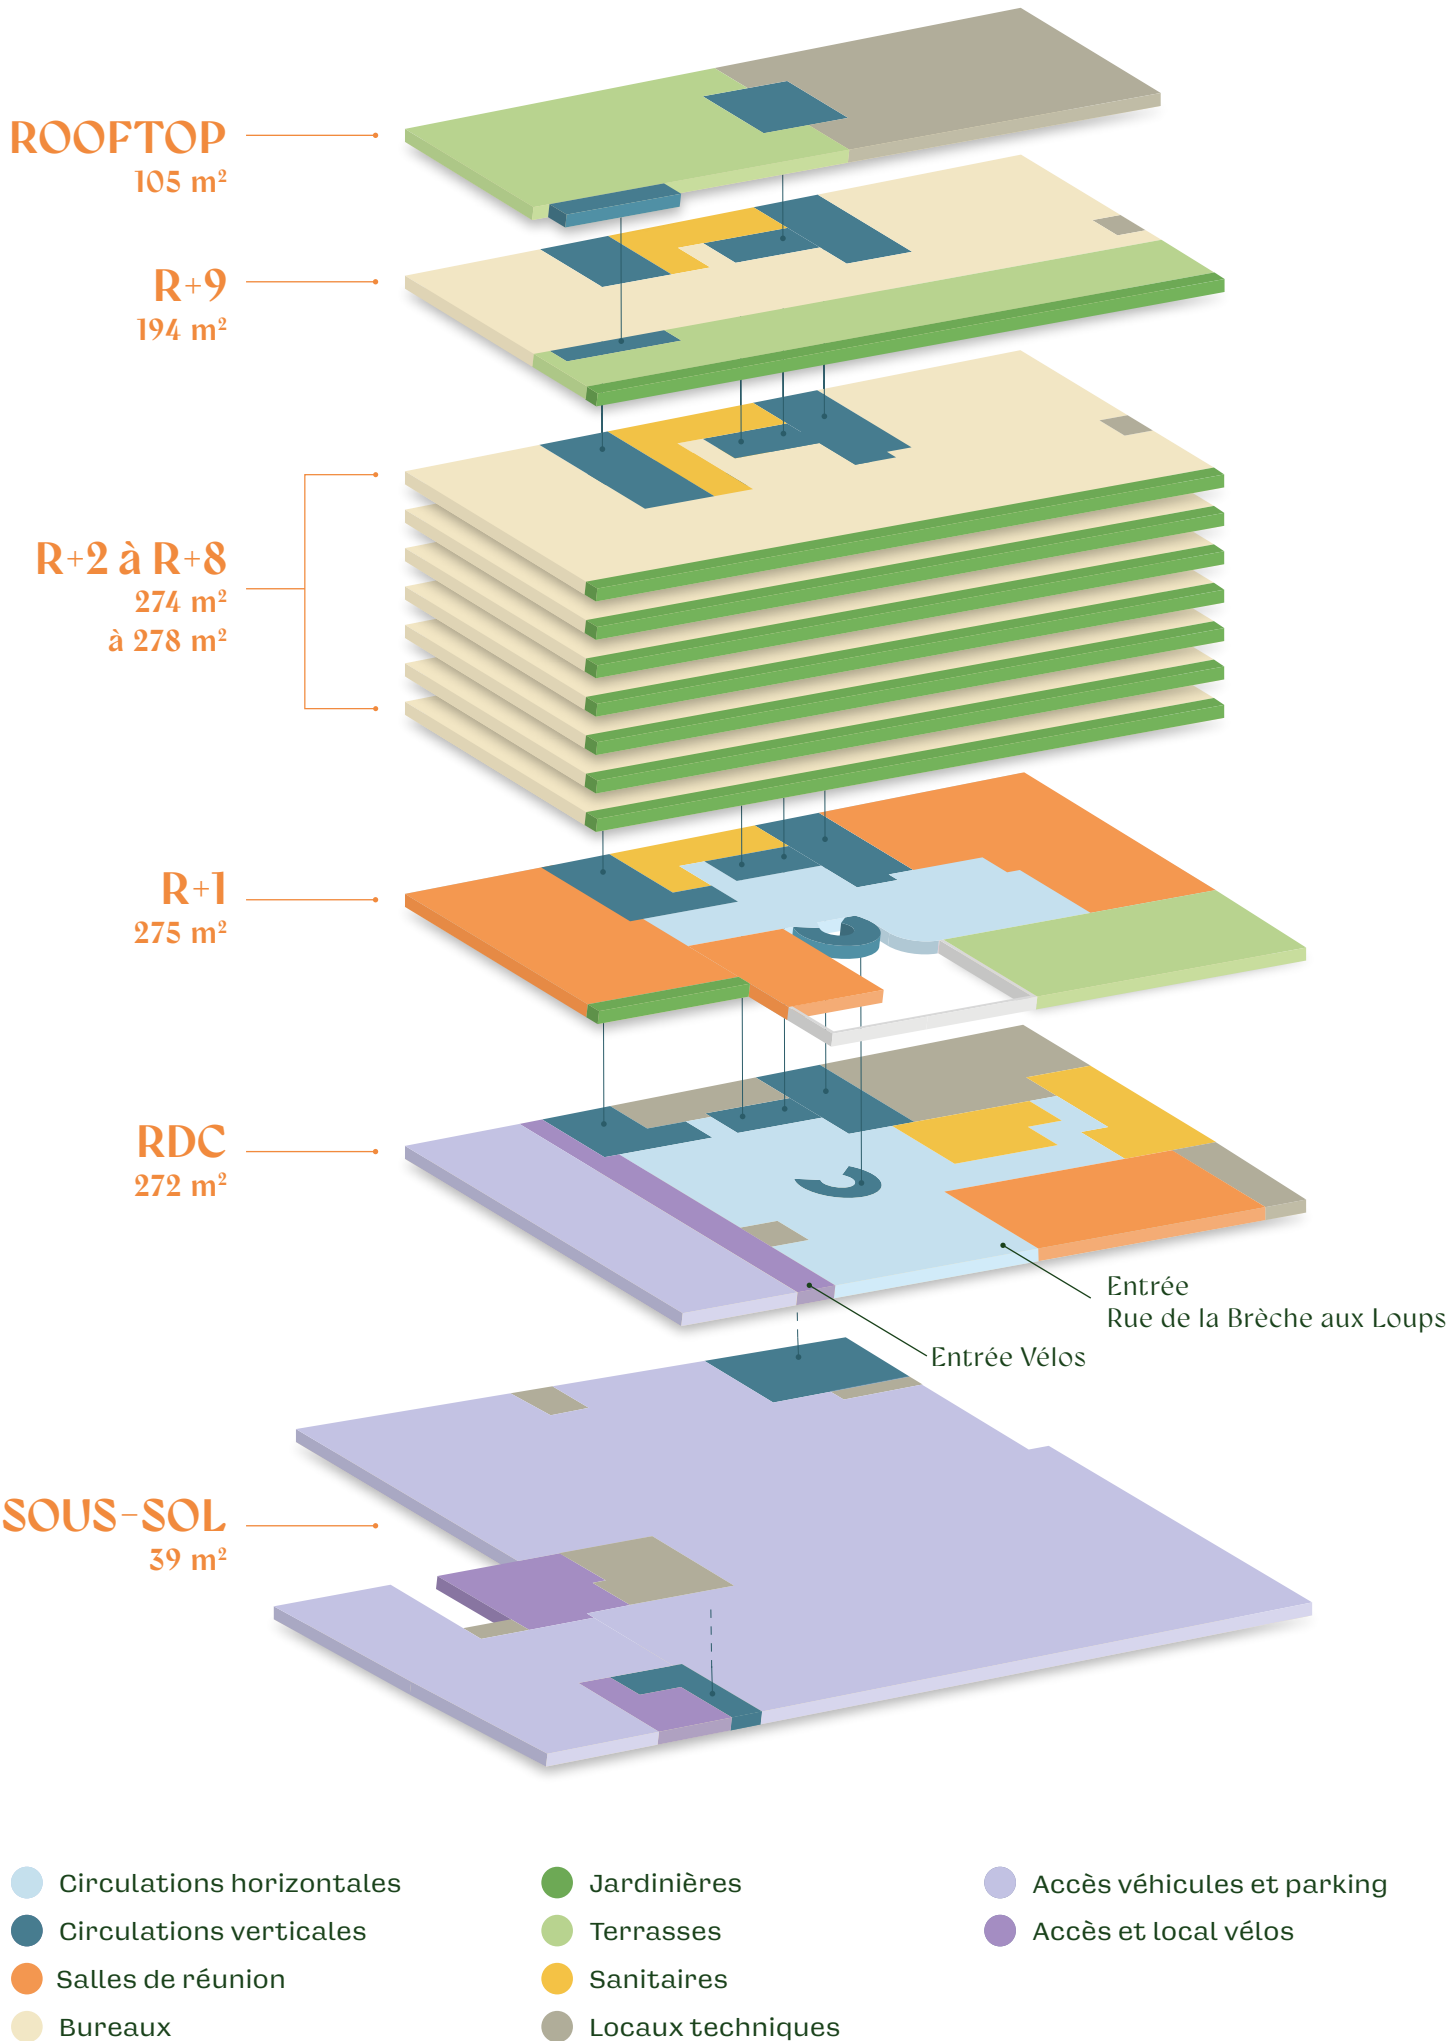 ROOFTOP
105 m²
R+9
194 m²
R+2 à R+8
274 m²
à 278 m²
R+1
275 m²
RDC
272 m²
Entrée
Rue de la Brèche aux Loups
Entrée Vélos
SOUS-SOL
39 m²
Circulations horizontales
Circulations verticales
Salles de réunion
Bureaux
Jardinières
Terrasses
Sanitaires
Locaux techniques
Accès véhicules et parking
Accès et local vélos